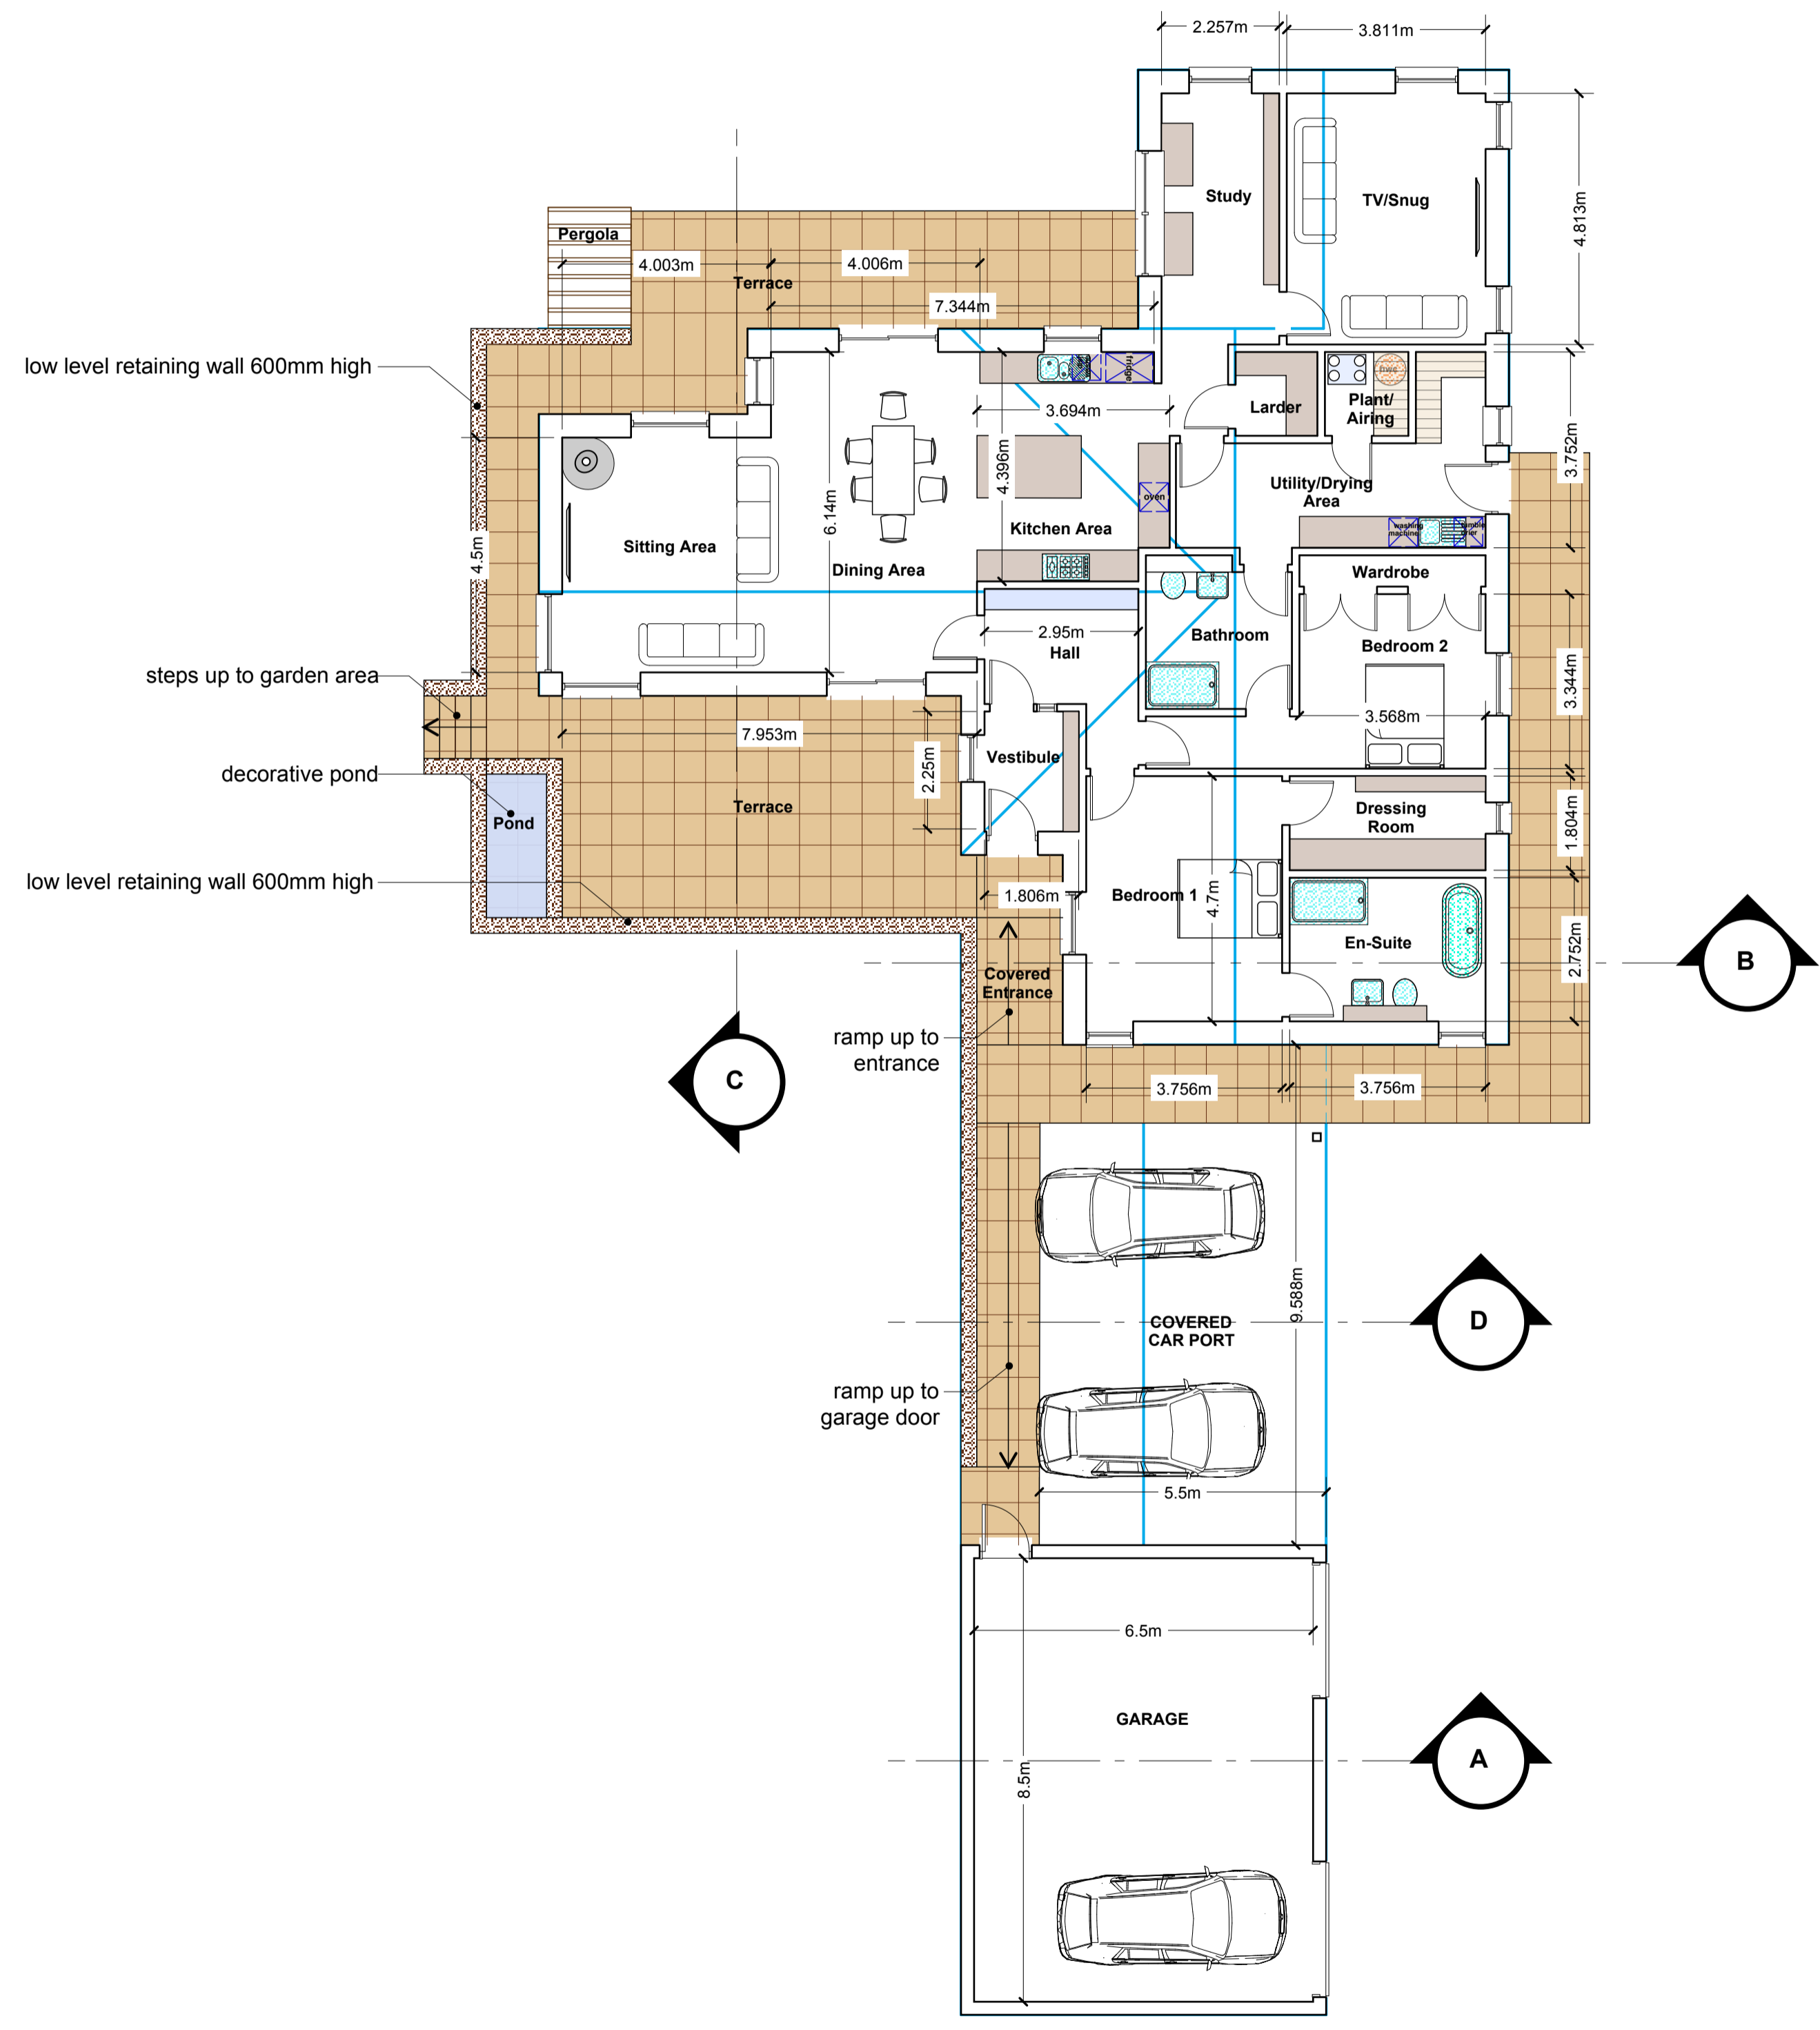 2.257m
3.811m
Study
TV/Snug
4.813m
Pergola
4.003m
4.006m
Terrace
7.344m
low level retaining wall 600mm high
fridge
hwc
Larder
Plant/
Airing
3.694m
3.752m
4.396m
oven
Utility/Drying
Area
washing
machine
6.14m
Kitchen Area
4.5m
Sitting Area
Dining Area
Wardrobe
2.95m
Hall
Bathroom
Bedroom 2
3.344m
steps up to garden area
3.568m
7.953m
2.25m
Vestibule
decorative pond
Terrace
Pond
Dressing
Room
1.804m
low level retaining wall 600mm high
1.806m
Bedroom 1
4.7m
En-Suite
2.752m
B
Covered
Entrance
ramp up to
entrance
C
3.756m
3.756m
9.588m
COVERED
CAR PORT
D
ramp up to
garage door
5.5m
6.5m
GARAGE
8.5m
A